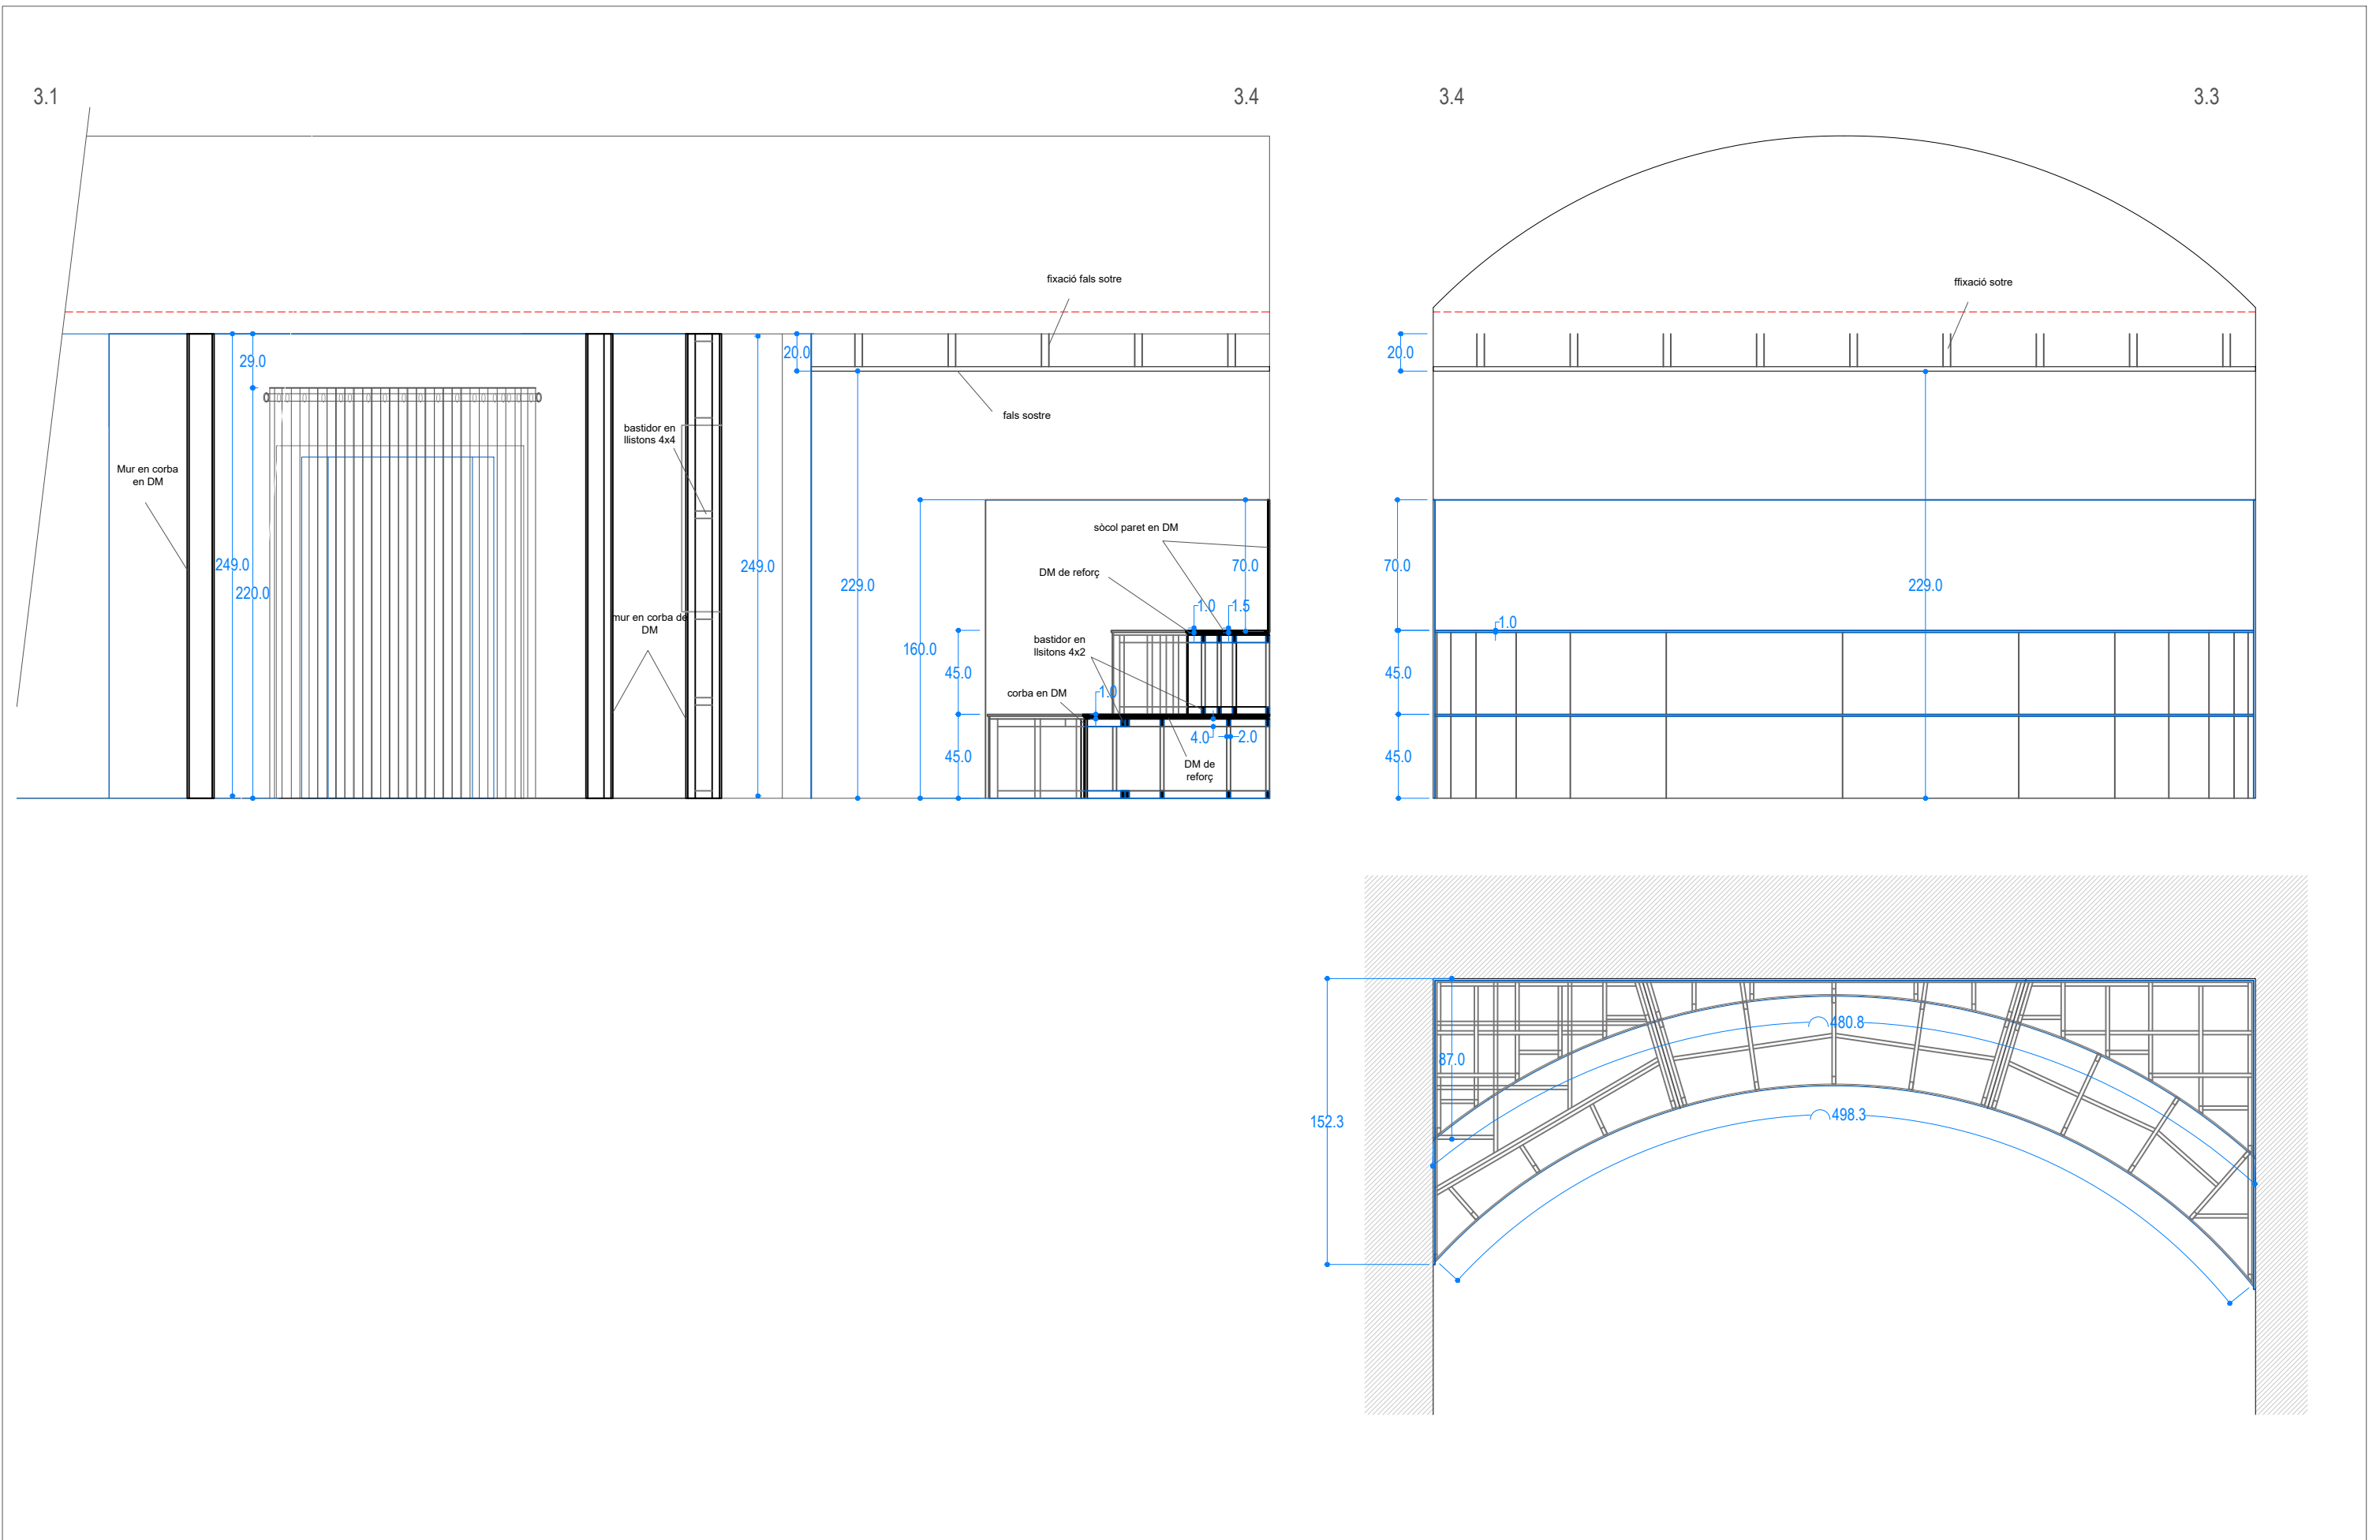 3.1
3.4
3.4
3.3
fixació fals sotre
ffixació sotre
29.0
20.0
20.0
fals sostre
bastidor en
llistons 4x4
Mur en corba
en DM
sòcol paret en DM
249.0
249.0
70.0
70.0
DM de reforç
220.0
229.0
229.0
1.0
1.5
mur en corba de
DM
1.0
bastidor en
llsitons 4x2
160.0
45.0
45.0
corba en DM
1.0
4.0
2.0
45.0
45.0
DM de
reforç
480.8
87.0
152.3
498.3